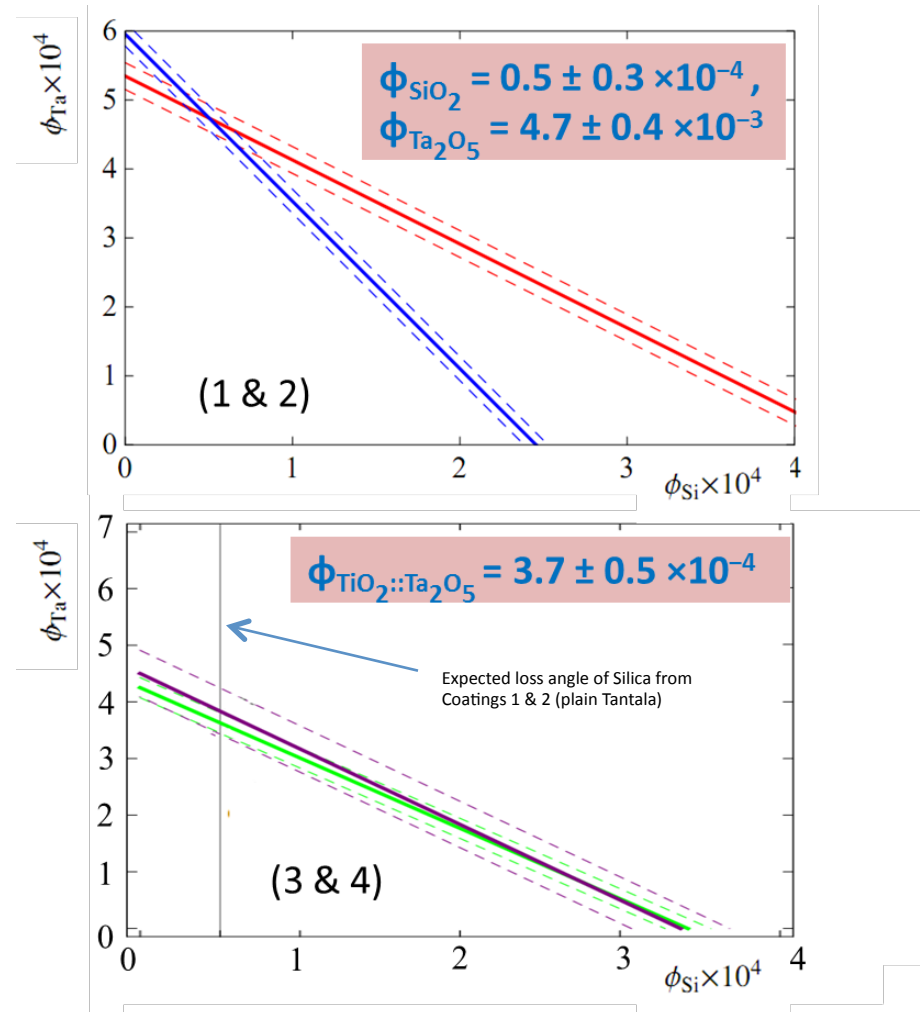 ϕTa×10⁴
6
5
4
3
2
1
0
ϕSiO₂ = 0.5 ± 0.3 ×10⁻⁴ ,
ϕTa₂O₅ = 4.7 ± 0.4 ×10⁻³
(1 & 2)
0 1 2 3 4
ϕSi×10⁴
ϕTa×10⁴
7
6
5
4
3
2
1
0
ϕTiO₂::Ta₂O₅ = 3.7 ± 0.5 ×10⁻⁴
Expected loss angle of Silica from
Coatings 1 & 2 (plain Tantala)
(3 & 4)
0 1 2 3 4
ϕSi×10⁴